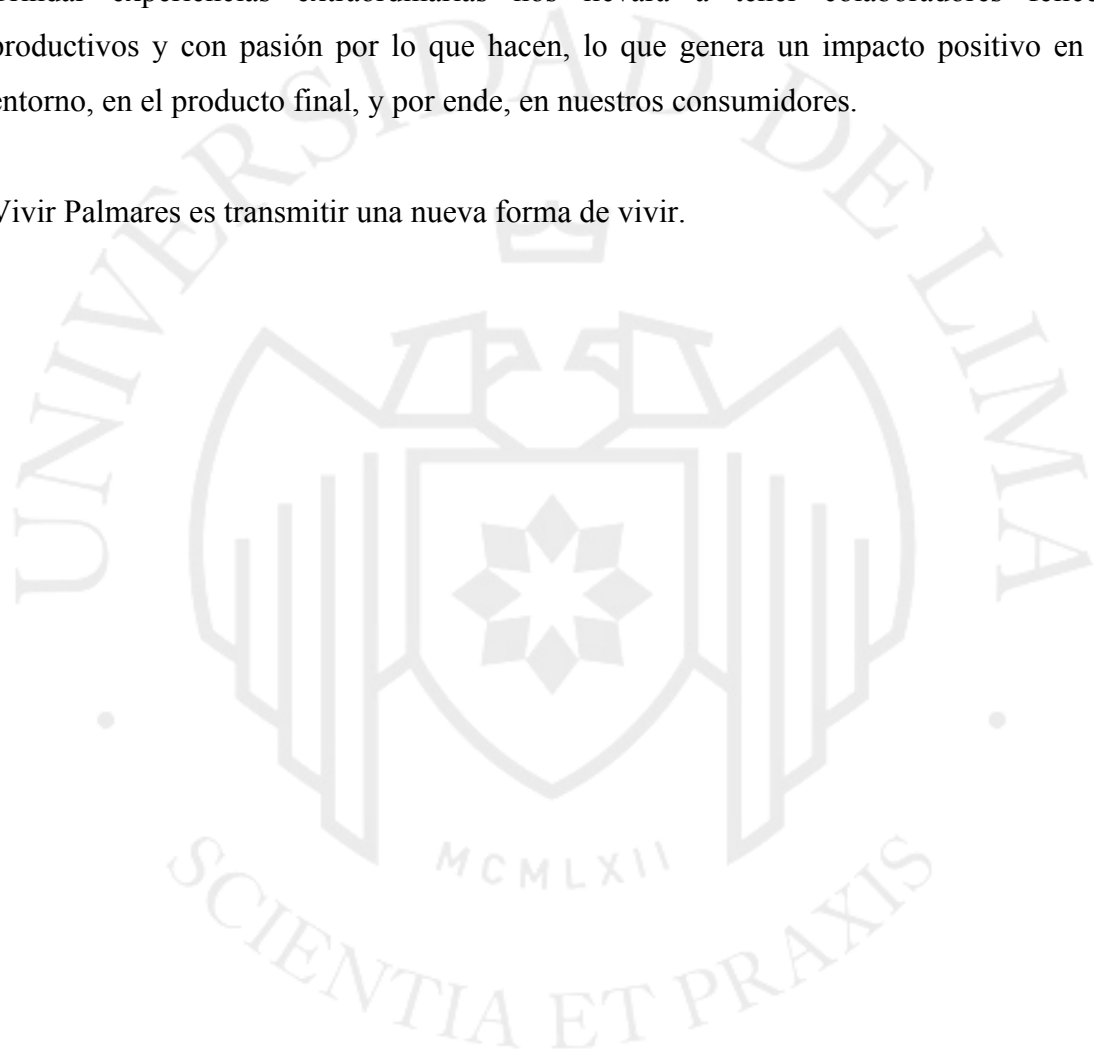 experiencias extraordinarias nos llevará a tener colaboradores
productivos y con pasión por lo que hacen, lo que genera un impacto positivo en
entorno, en el producto final, y por ende, en nuestros consumidores.
Vivir Palmares es transmitir una nueva forma de vivir.
UNIVERSIDAD DE LIMA
MCMLXII
SCIENTIA ET PRAXIS